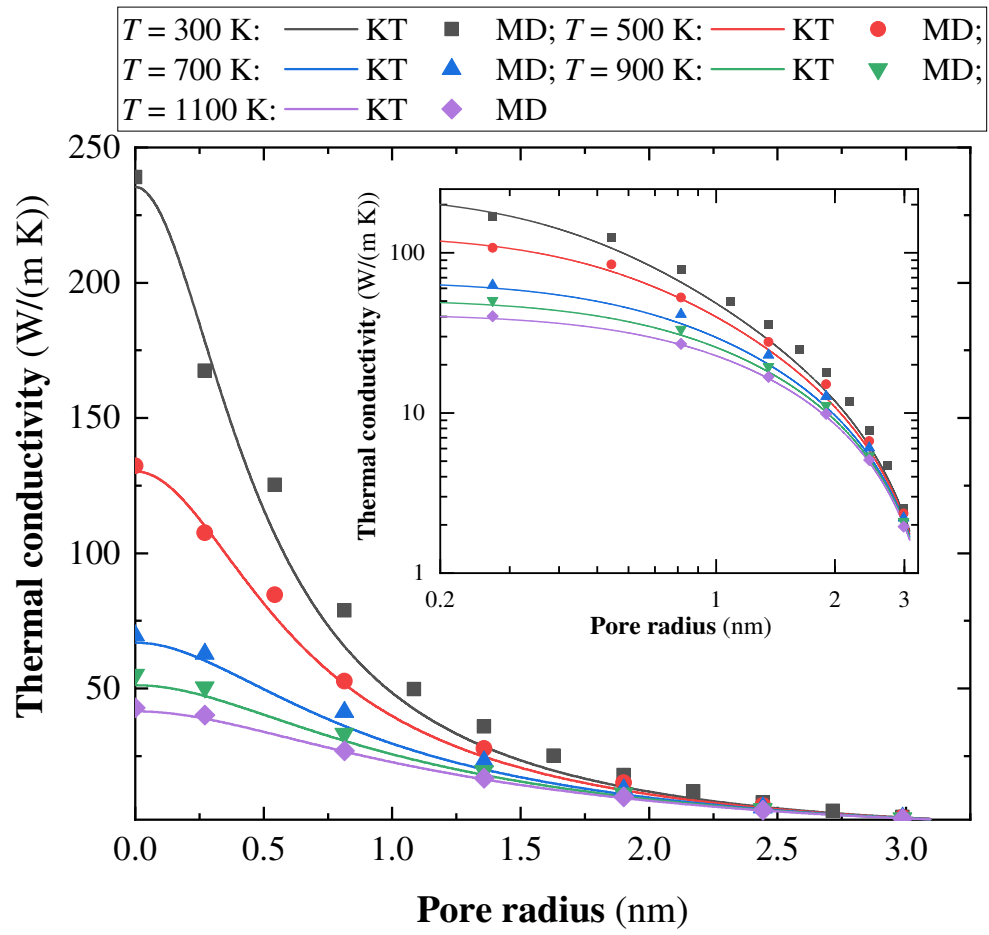 T = 300 K: KT MD; T = 500 K: KT MD;
T = 700 K: KT MD; T = 900 K: KT MD;
T = 1100 K: KT MD
Thermal conductivity (W/(m K))
250
200
150
100
50
0.0 0.5 1.0 1.5 2.0 2.5 3.0
Pore radius (nm)
Thermal conductivity (W/(m K))
100
10
1
0.2 1 2 3
Pore radius (nm)